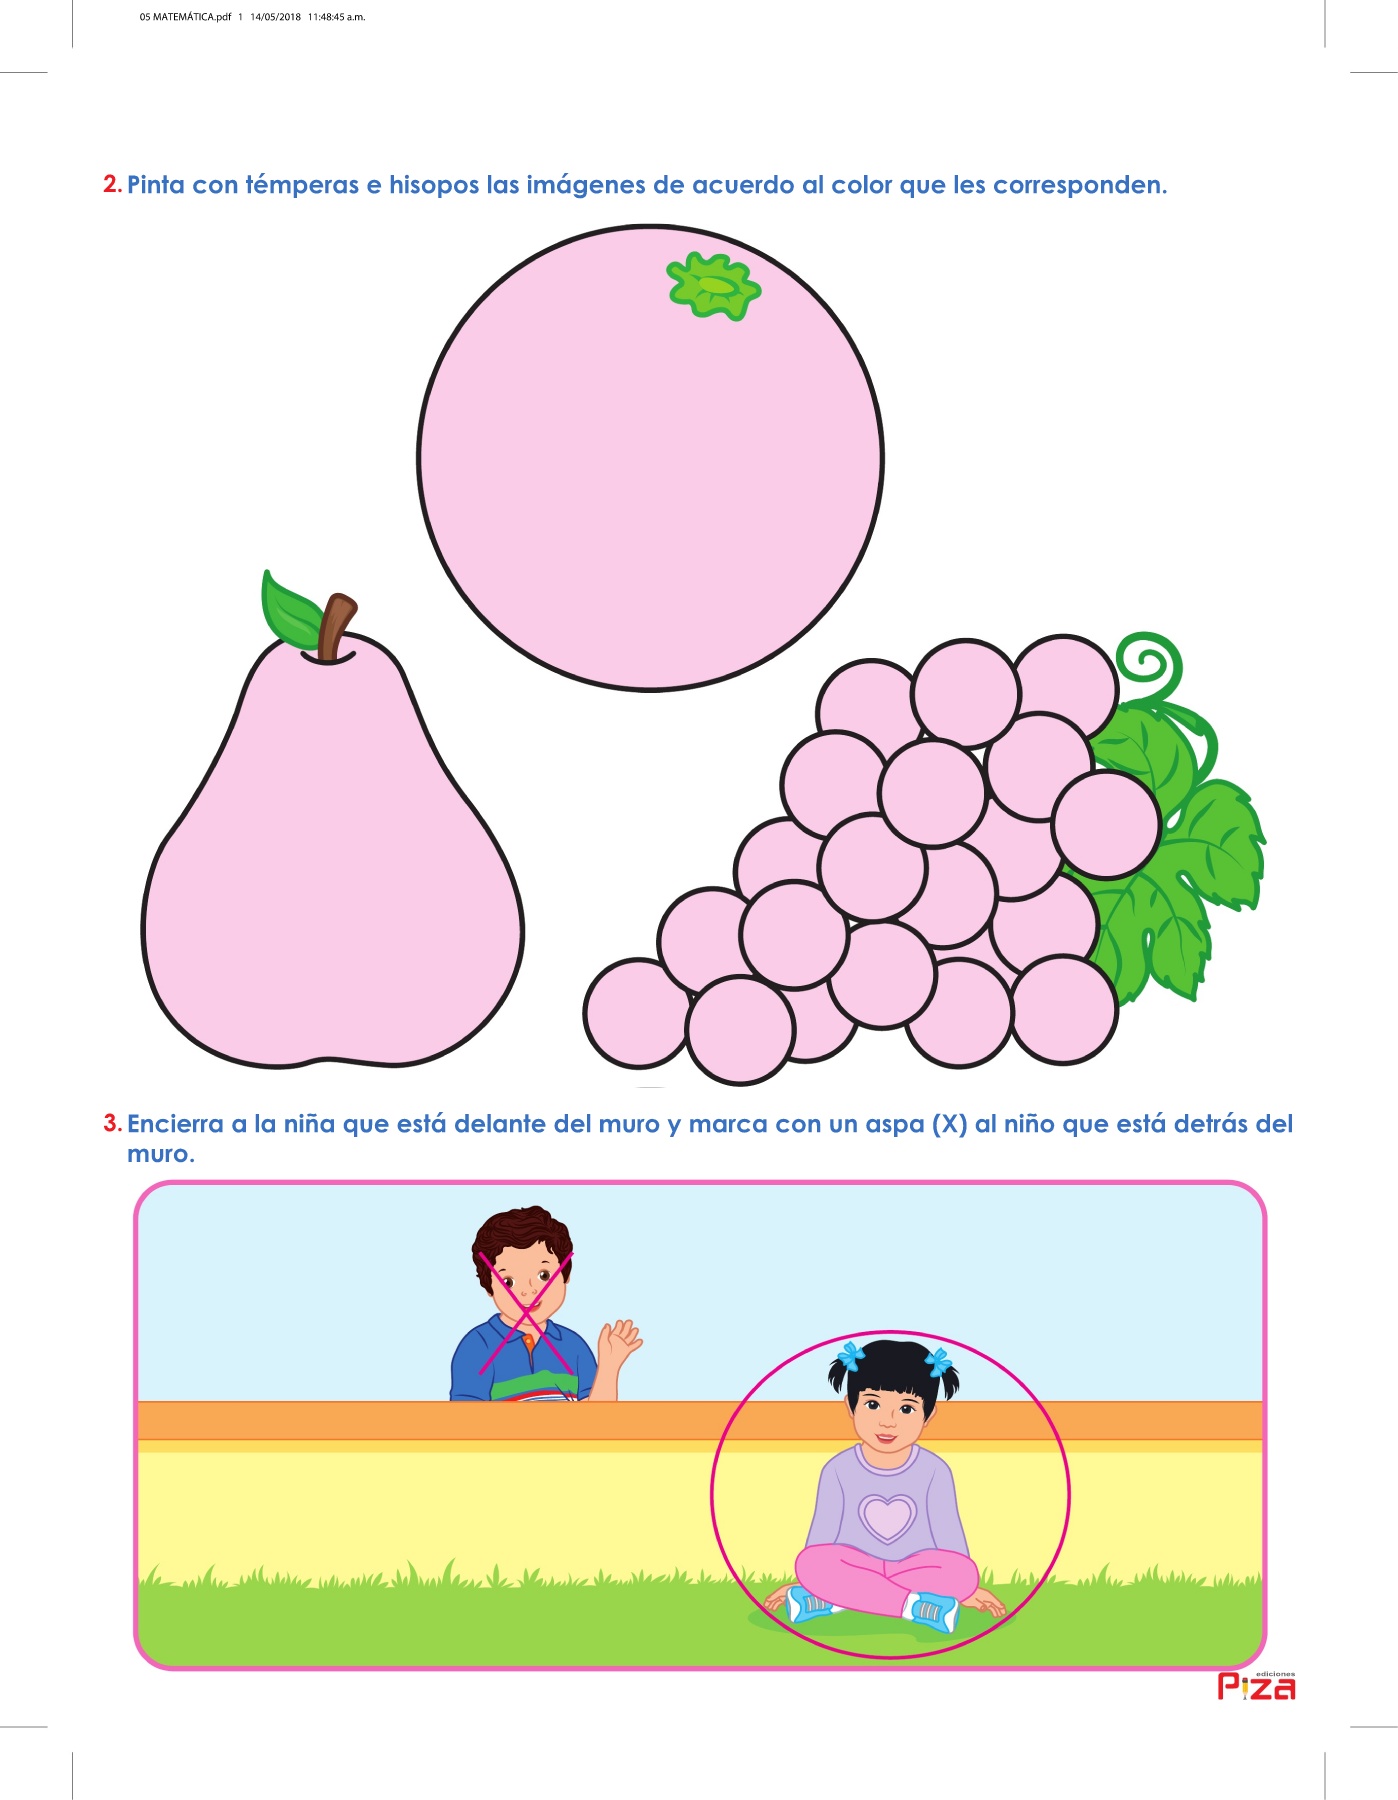 05 MATEMÁTICA.pdf 1 14/05/2018 11:48:45 a.m.
2. Pinta con témperas e hisopos las imágenes de acuerdo al color que les corresponden.
3. Encierra a la niña que está delante del muro y marca con un aspa (X) al niño que está detrás del
muro.
ediciones
Piza